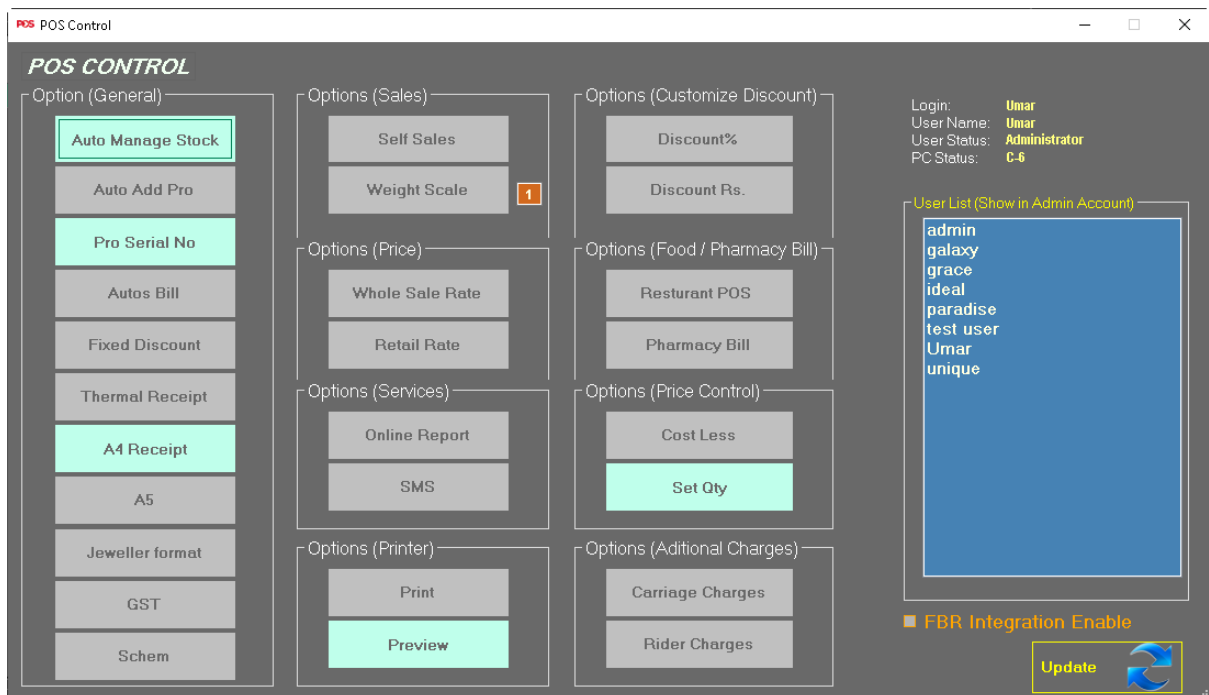 POS POS Control
POS CONTROL
Option (General)
Auto Manage Stock
Auto Add Pro
Pro Serial No
Autos Bill
Fixed Discount
Thermal Receipt
A4 Receipt
A5
Jeweller format
GST
Schem
Options (Sales)
Self Sales
Weight Scale
1
Options (Price)
Whole Sale Rate
Retail Rate
Options (Services)
Online Report
SMS
Options (Printer)
Print
Preview
Options (Customize Discount)
Discount%
Discount Rs.
Options (Food / Pharmacy Bill)
Resturant POS
Pharmacy Bill
Options (Price Control)
Cost Less
Set Qty
Options (Aditional Charges)
Carriage Charges
Rider Charges
Login: Umar
User Name: Umar
User Status: Administrator
PC Status: C-6
User List (Show in Admin Account)
admin
galaxy
grace
ideal
paradise
test user
Umar
unique
FBR Integration Enable
Update